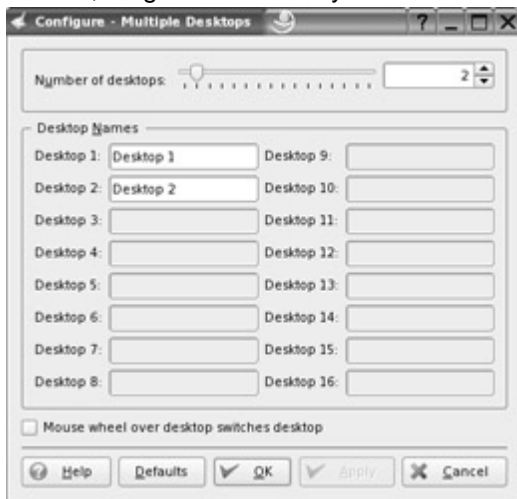 Configure - Multiple Desktops
Number of desktops: 2
Desktop Names
Desktop 1: Desktop 1 Desktop 9:
Desktop 2: Desktop 2 Desktop 10:
Desktop 3: Desktop 11:
Desktop 4: Desktop 12:
Desktop 5: Desktop 13:
Desktop 6: Desktop 14:
Desktop 7: Desktop 15:
Desktop 8: Desktop 16:
Mouse wheel over desktop switches desktop
Help Defaults OK Apply Cancel